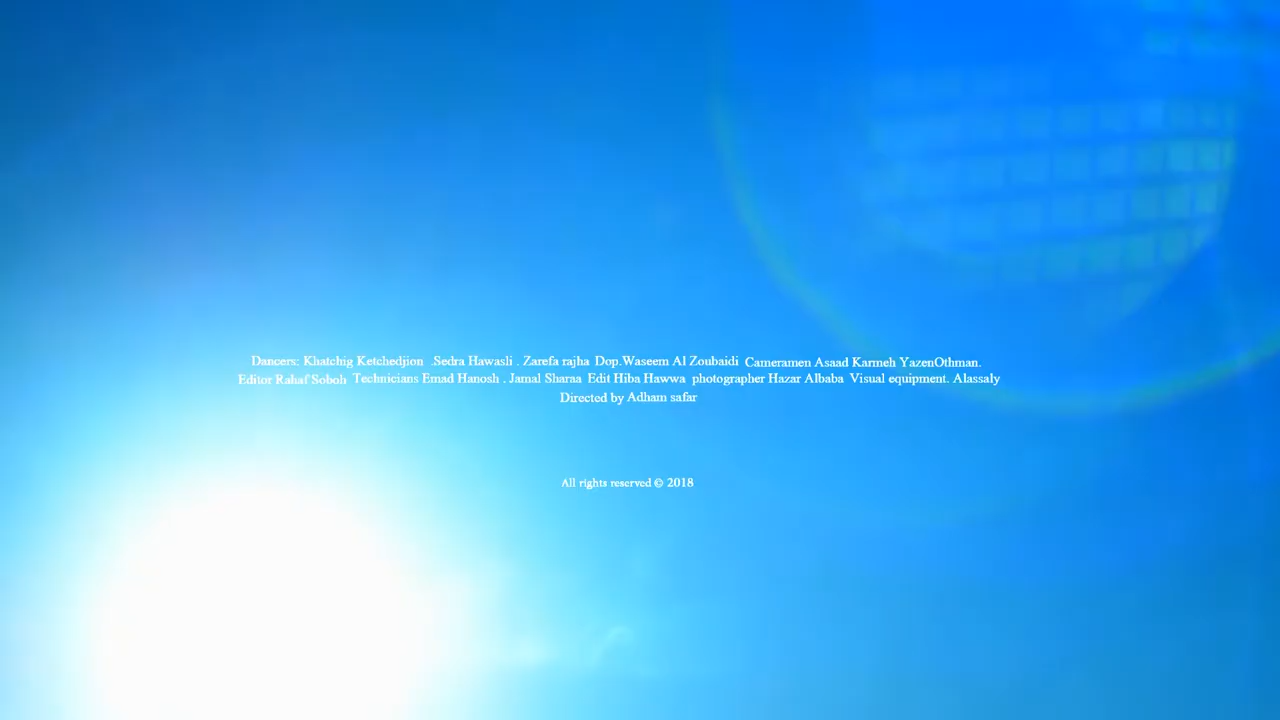 Dancers: Khatchig Ketchedjion .Sedra Hawasli . Zarefa rajha Dop.Waseem Al Zoubaidi Cameramen Asaad Karmeh YazenOthman.
Editor Rahaf Soboh Technicians Emad Hanosh . Jamal Sharaa Edit Hiba Hawwa photographer Hazar Albaba Visual equipment. Alassaly
Directed by Adham safar
All rights reserved © 2018